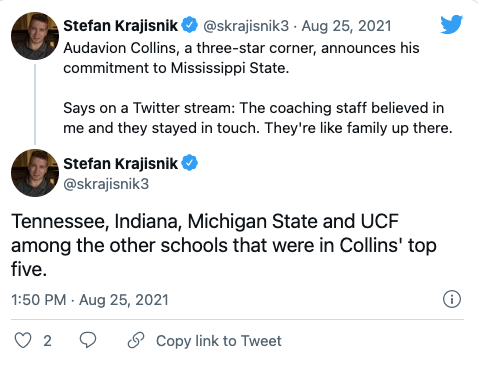 Stefan Krajisnik @skrajisnik3 · Aug 25, 2021
Audavion Collins, a three-star corner, announces his
commitment to Mississippi State.
Says on a Twitter stream: The coaching staff believed in
me and they stayed in touch. They're like family up there.
Stefan Krajisnik
@skrajisnik3
Tennessee, Indiana, Michigan State and UCF
among the other schools that were in Collins' top
five.
1:50 PM · Aug 25, 2021
2 Copy link to Tweet